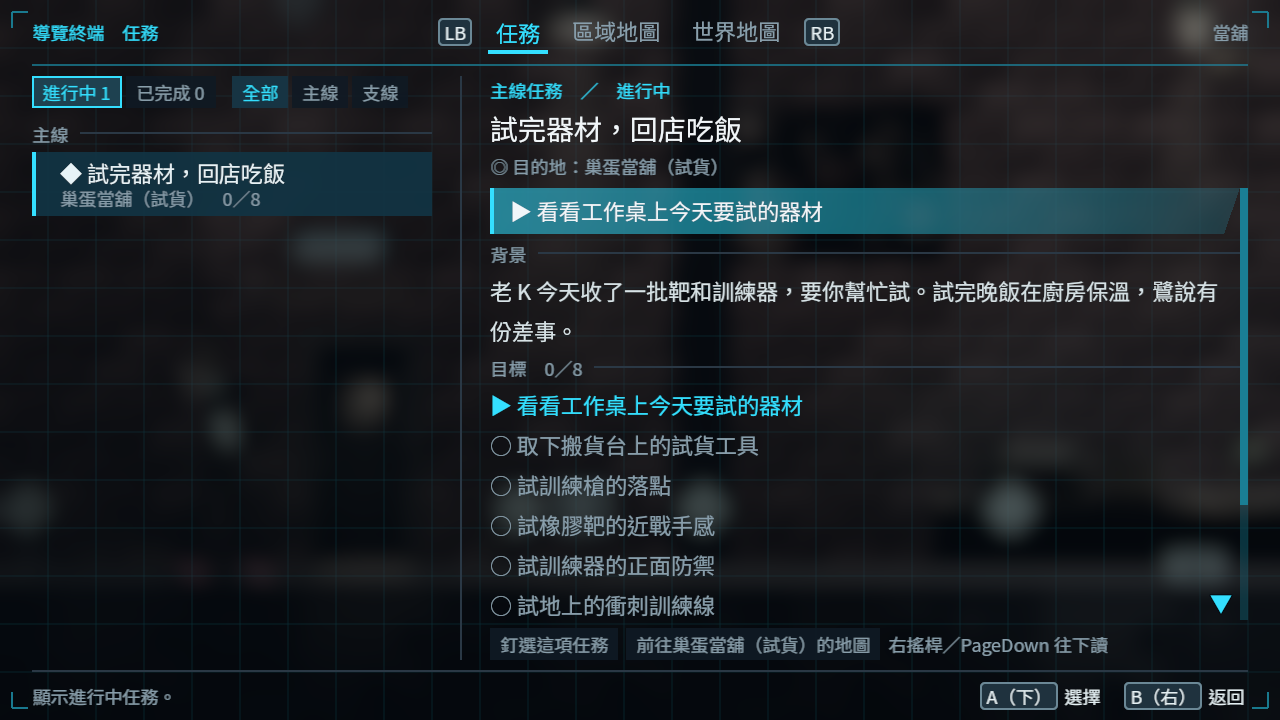 導覽終端 任務
LB 任務 區域地圖 世界地圖 RB
當舖
進行中 1 已完成 0 全部 主線 支線
主線
◆ 試完器材，回店吃飯
巢蛋當舖（試貨） 0／8
主線任務 ／ 進行中
試完器材，回店吃飯
◎ 目的地：巢蛋當舖（試貨）
▶ 看看工作桌上今天要試的器材
背景
老 K 今天收了一批靶和訓練器，要你幫忙試。試完晚飯在廚房保溫，鷺說有
份差事。
目標 0／8
▶ 看看工作桌上今天要試的器材
○ 取下搬貨台上的試貨工具
○ 試訓練槍的落點
○ 試橡膠靶的近戰手感
○ 試訓練器的正面防禦
○ 試地上的衝刺訓練線
▼
釘選這項任務 前往巢蛋當舖（試貨）的地圖 右搖桿／PageDown 往下讀
顯示進行中任務。
A（下） 選擇 B（右） 返回